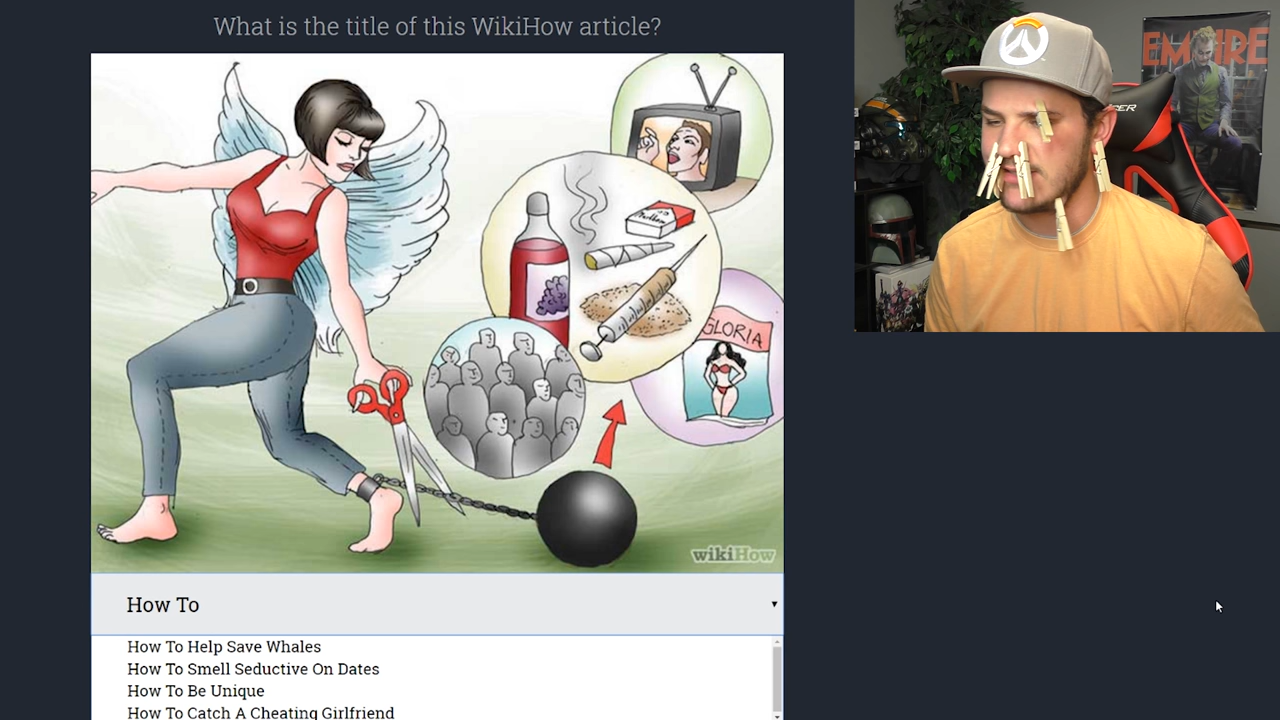 What is the title of this WikiHow article?
EMPIRE
GLORIA
wikiHow
How To
How To Help Save Whales
How To Smell Seductive On Dates
How To Be Unique
How To Catch A Cheating Girlfriend